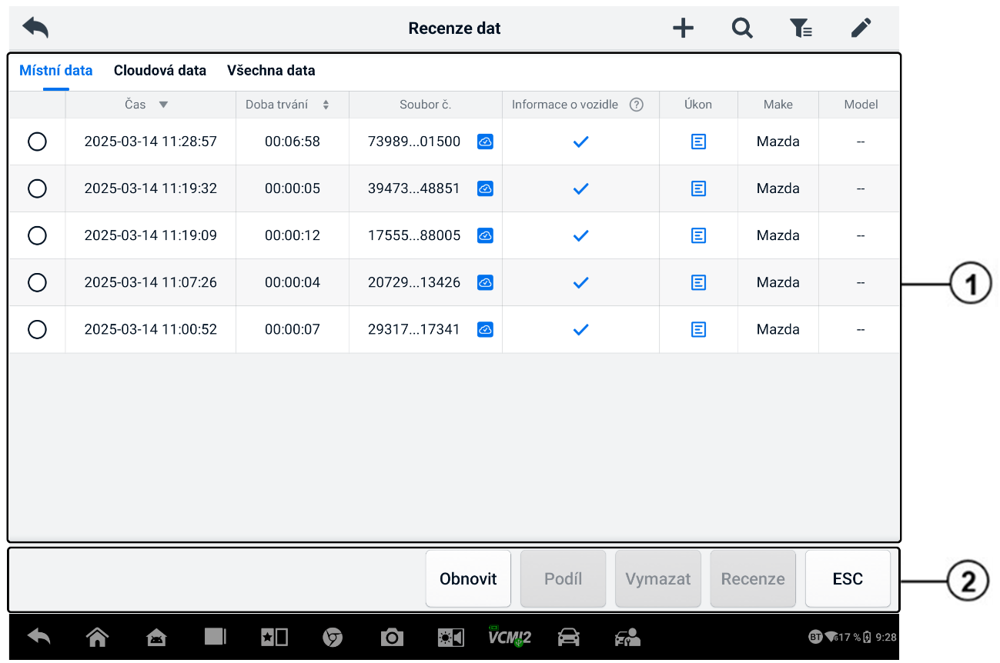 Recenze dat
Místní data Cloudová data Všechna data
Čas Doba trvání Soubor č. Informace o vozidle ? Úkon Make Model
2025-03-14 11:28:57 00:06:58 73989...01500 Mazda --
2025-03-14 11:19:32 00:00:05 39473...48851 Mazda --
2025-03-14 11:19:09 00:00:12 17555...88005 Mazda --
2025-03-14 11:07:26 00:00:04 20729...13426 Mazda --
2025-03-14 11:00:52 00:00:07 29317...17341 Mazda --
1
Obnovit Podíl Vymazat Recenze ESC
2
VCMI2 BT 6 17 % 9:28